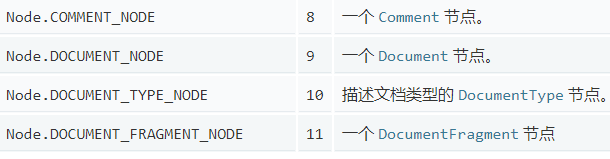 Node.COMMENT_NODE 8 一个 Comment 节点。
Node.DOCUMENT_NODE 9 一个 Document 节点。
Node.DOCUMENT_TYPE_NODE 10 描述文档类型的 DocumentType 节点。
Node.DOCUMENT_FRAGMENT_NODE 11 一个 DocumentFragment 节点